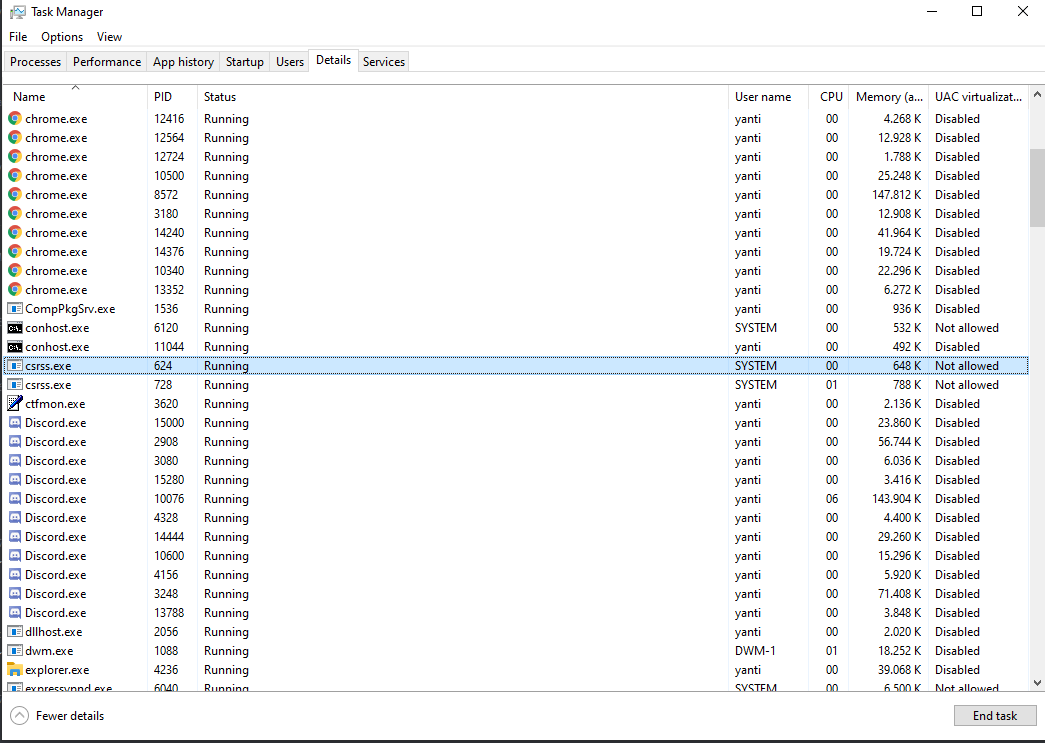 Task Manager
File Options View
Processes Performance App history Startup Users Details Services
Name PID Status User name CPU Memory (a... UAC virtualizat...
chrome.exe 12416 Running yanti 00 4.268 K Disabled
chrome.exe 12564 Running yanti 00 12.928 K Disabled
chrome.exe 12724 Running yanti 00 1.788 K Disabled
chrome.exe 10500 Running yanti 00 25.248 K Disabled
chrome.exe 8572 Running yanti 00 147.812 K Disabled
chrome.exe 3180 Running yanti 00 12.908 K Disabled
chrome.exe 14240 Running yanti 00 41.964 K Disabled
chrome.exe 14376 Running yanti 00 19.724 K Disabled
chrome.exe 10340 Running yanti 00 22.296 K Disabled
chrome.exe 13352 Running yanti 00 6.272 K Disabled
CompPkgSrv.exe 1536 Running yanti 00 936 K Disabled
conhost.exe 6120 Running SYSTEM 00 532 K Not allowed
conhost.exe 11044 Running yanti 00 492 K Disabled
csrss.exe 624 Running SYSTEM 00 648 K Not allowed
csrss.exe 728 Running SYSTEM 01 788 K Not allowed
ctfmon.exe 3620 Running yanti 00 2.136 K Disabled
Discord.exe 15000 Running yanti 00 23.860 K Disabled
Discord.exe 2908 Running yanti 00 56.744 K Disabled
Discord.exe 3080 Running yanti 00 6.036 K Disabled
Discord.exe 15280 Running yanti 00 3.416 K Disabled
Discord.exe 10076 Running yanti 06 143.904 K Disabled
Discord.exe 4328 Running yanti 00 4.400 K Disabled
Discord.exe 14444 Running yanti 00 29.260 K Disabled
Discord.exe 10600 Running yanti 00 15.296 K Disabled
Discord.exe 4156 Running yanti 00 5.920 K Disabled
Discord.exe 3248 Running yanti 00 71.408 K Disabled
Discord.exe 13788 Running yanti 00 3.848 K Disabled
dllhost.exe 2056 Running yanti 00 2.020 K Disabled
dwm.exe 1088 Running DWM-1 01 18.252 K Disabled
explorer.exe 4236 Running yanti 00 39.068 K Disabled
expressvpnd.exe 6040 Running SYSTEM 00 6.500 K Not allowed
Fewer details End task